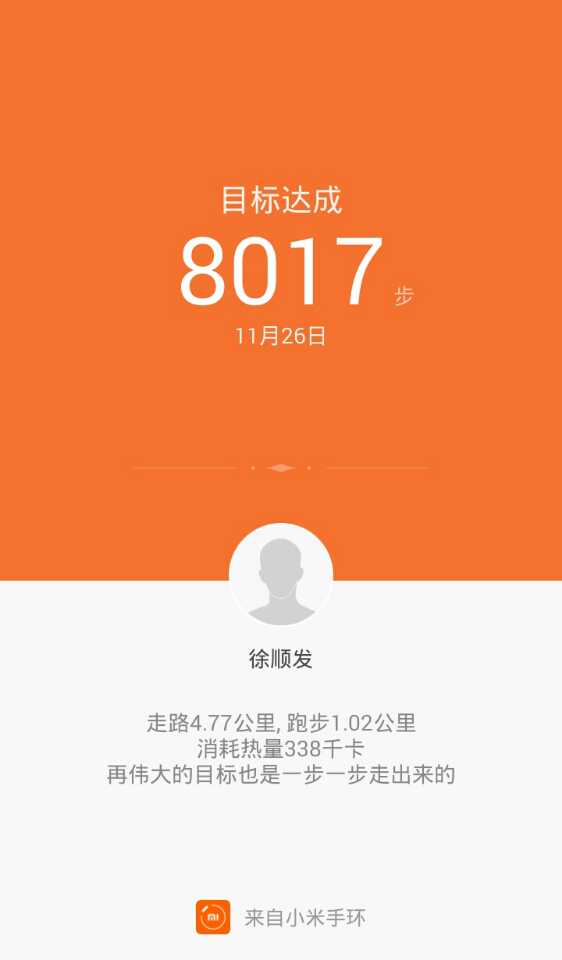 目标达成
8017 步
11月26日
徐顺发
走路4.77公里, 跑步1.02公里
消耗热量338千卡
再伟大的目标也是一步一步走出来的
MI
来自小米手环